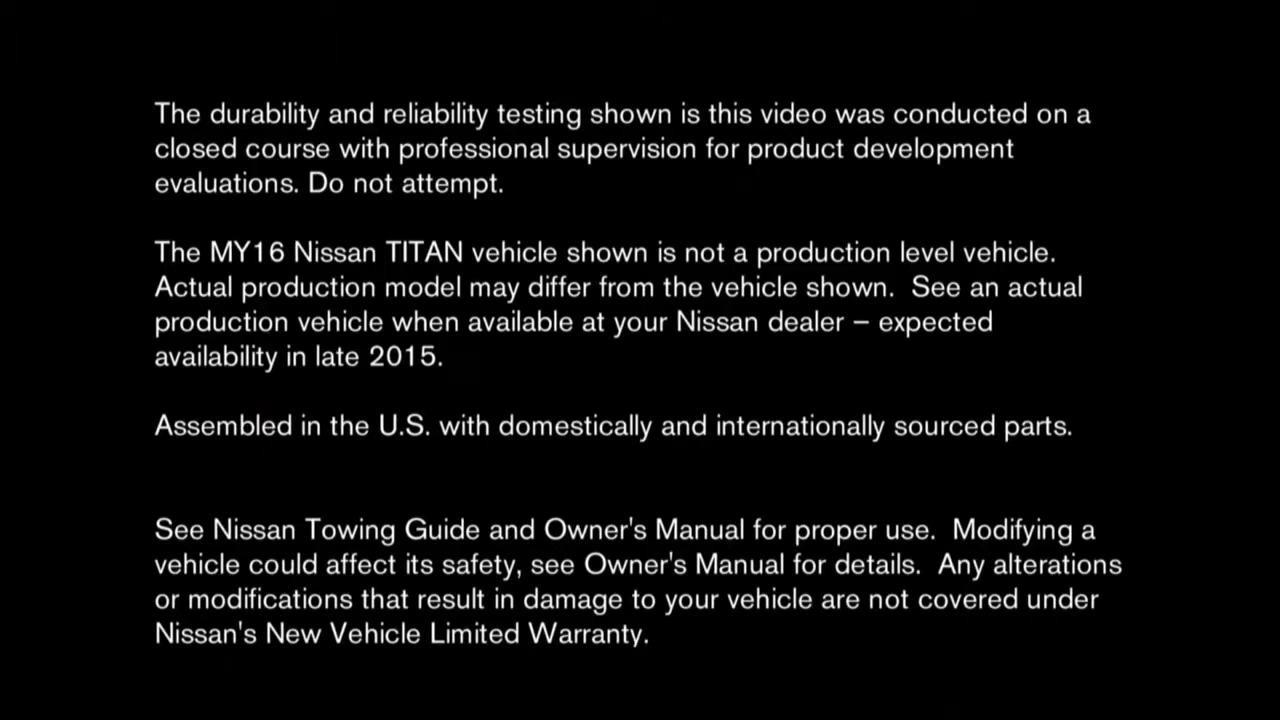 The durability and reliability testing shown is this video was conducted on a
closed course with professional supervision for product development
evaluations. Do not attempt.
The MY16 Nissan TITAN vehicle shown is not a production level vehicle.
Actual production model may differ from the vehicle shown.  See an actual
production vehicle when available at your Nissan dealer – expected
availability in late 2015.
Assembled in the U.S. with domestically and internationally sourced parts.
See Nissan Towing Guide and Owner's Manual for proper use.  Modifying a
vehicle could affect its safety, see Owner's Manual for details.  Any alterations
or modifications that result in damage to your vehicle are not covered under
Nissan's New Vehicle Limited Warranty.